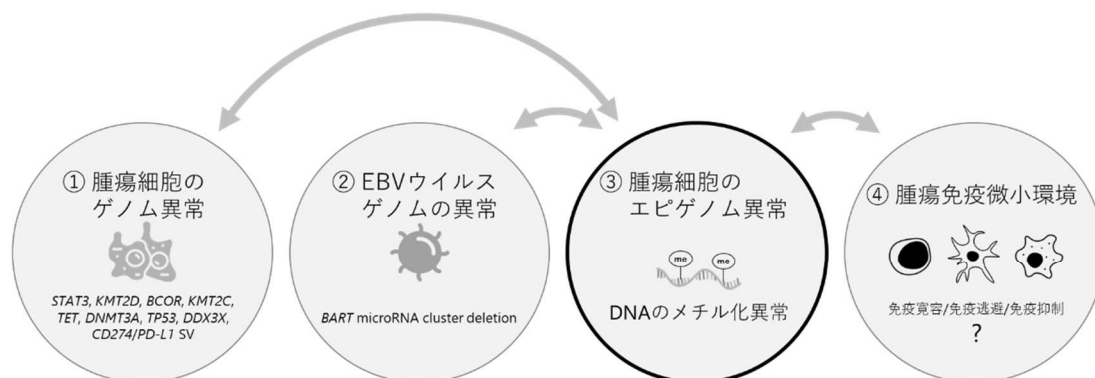 ① 腫瘍細胞の
ゲノム異常
STAT3, KMT2D, BCOR, KMT2C,
TET, DNMT3A, TP53, DDX3X,
CD274/PD-L1 SV
② EBVウイルス
ゲノムの異常
BART microRNA cluster deletion
③ 腫瘍細胞の
エピゲノム異常
me me
DNAのメチル化異常
④ 腫瘍免疫微小環境
免疫寛容/免疫逃避/免疫抑制
?